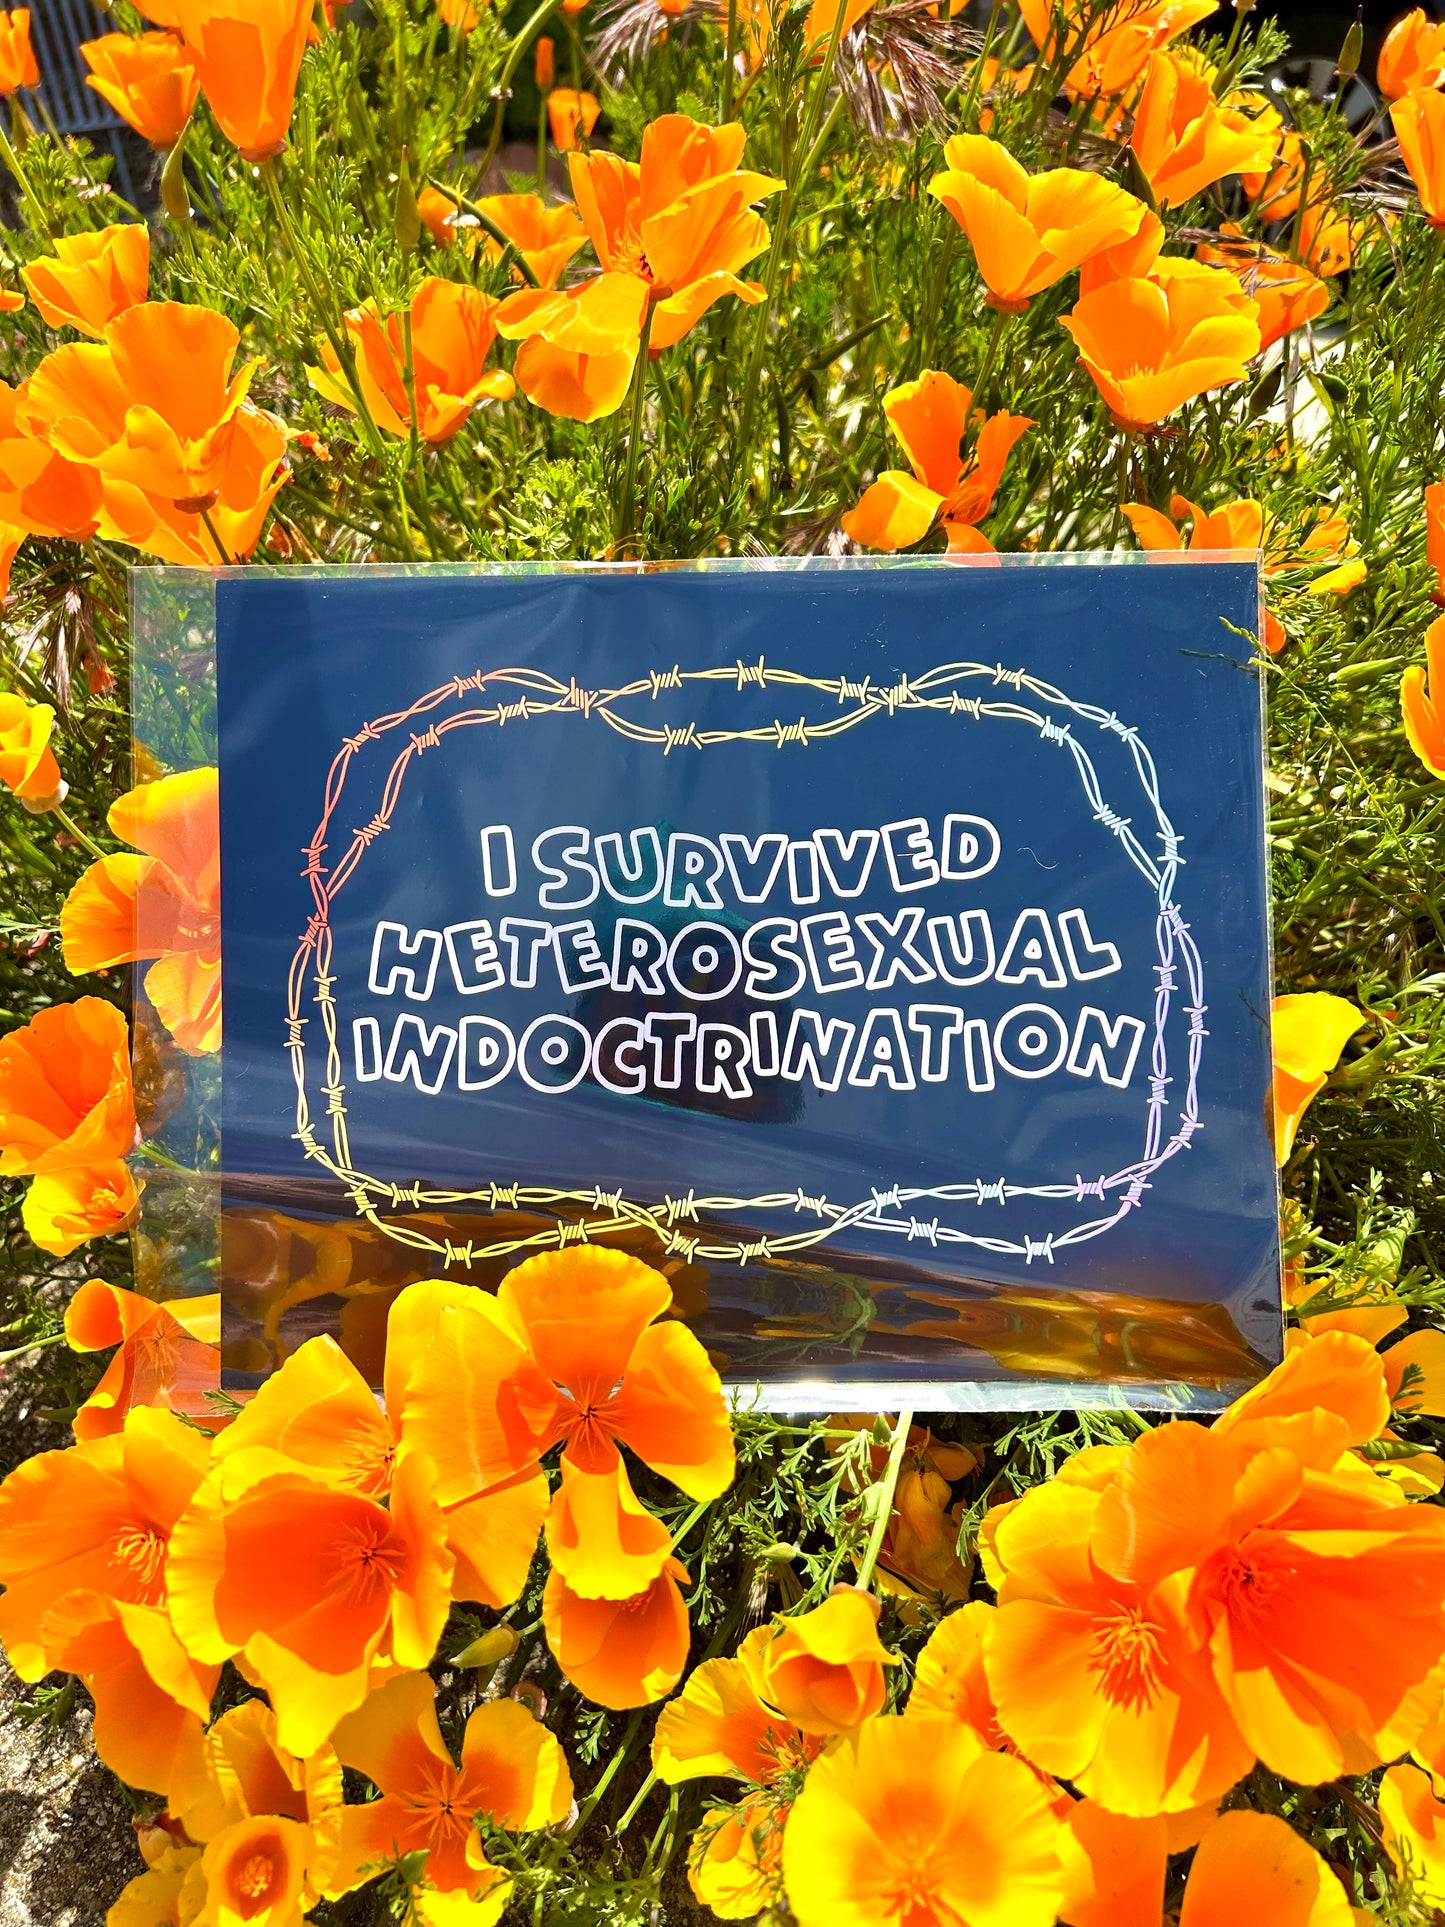 I SURVIVED
HETEROSEXUAL
INDOCTRINATION